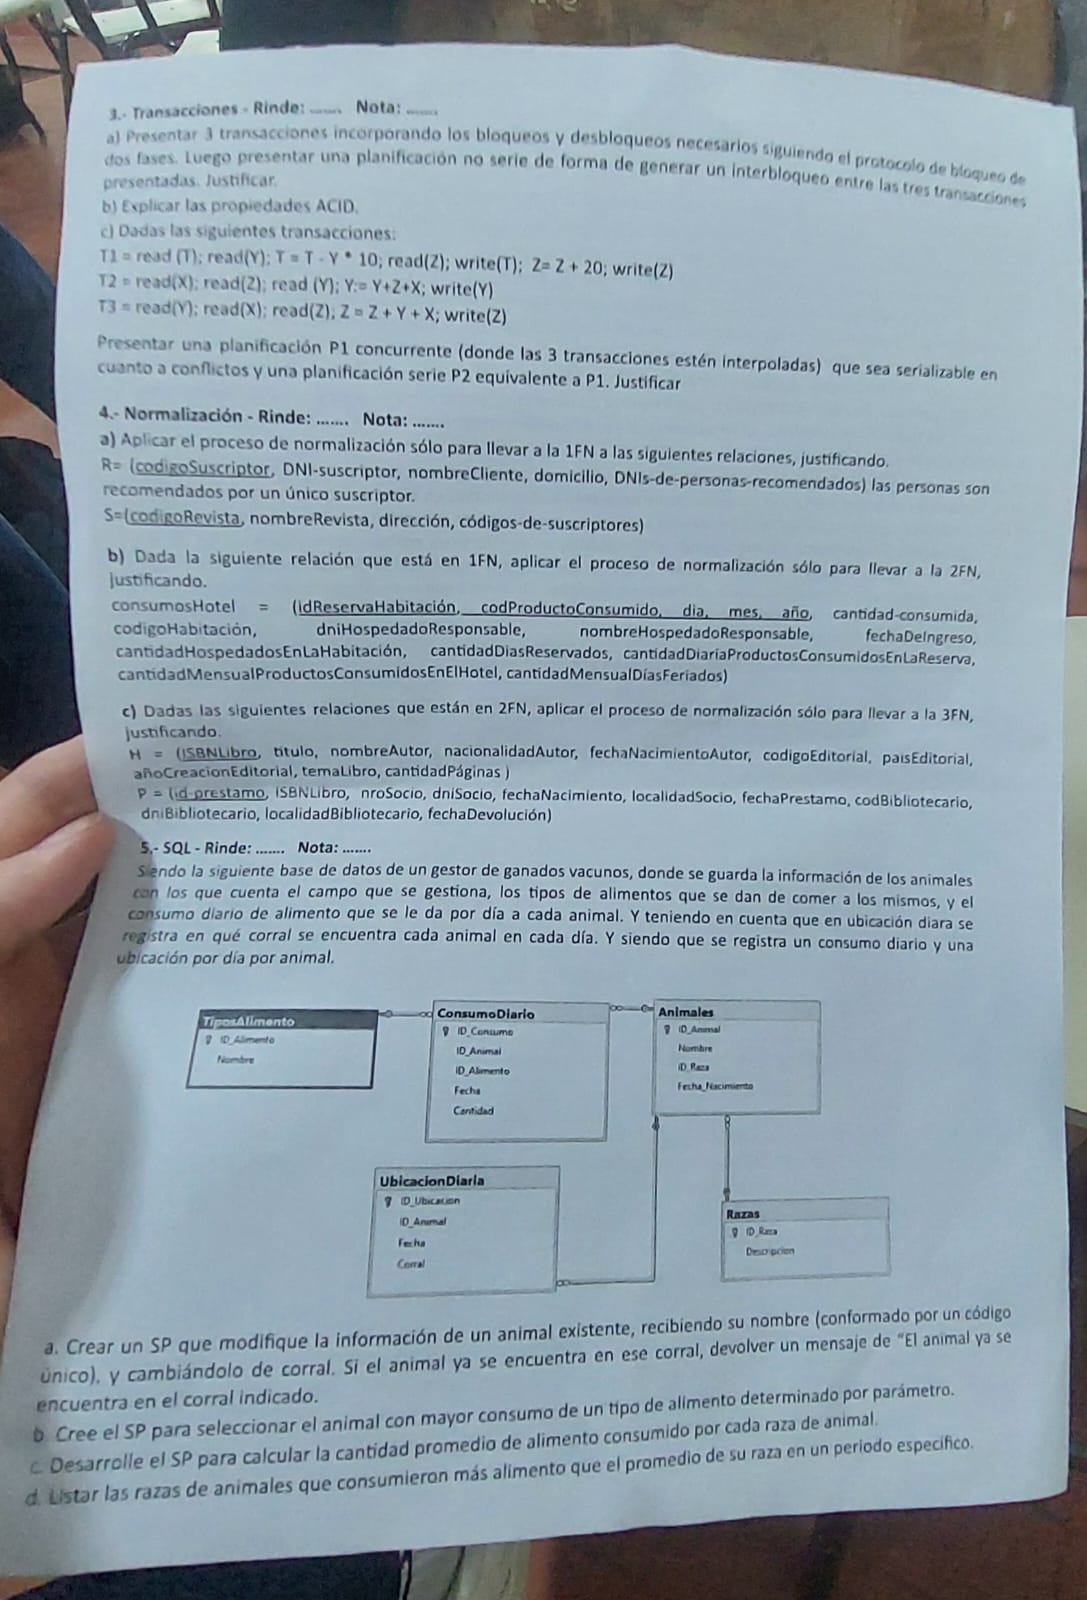 3.- Transacciones - Rinde: ....... Nota: .......
a) Presentar 3 transacciones incorporando los bloqueos y desbloqueos necesarios siguiendo el protocolo de bloqueo de
dos fases. Luego presentar una planificación no serie de forma de generar un interbloqueo entre las tres transacciones
presentadas. Justificar.
b) Explicar las propiedades ACID.
c) Dadas las siguientes transacciones:
T1 = read (T); read(Y); T = T - Y * 10; read(Z); write(T); Z= Z + 20; write(Z)
T2 = read(X); read(Z); read (Y); Y:= Y+Z+X; write(Y)
T3 = read(Y); read(X); read(Z); Z = Z + Y + X; write(Z)
Presentar una planificación P1 concurrente (donde las 3 transacciones estén interpoladas) que sea serializable en
cuanto a conflictos y una planificación serie P2 equivalente a P1. Justificar
4.- Normalización - Rinde: ....... Nota: .......
a) Aplicar el proceso de normalización sólo para llevar a la 1FN a las siguientes relaciones, justificando.
R= (codigoSuscriptor, DNI-suscriptor, nombreCliente, domicilio, DNIs-de-personas-recomendados) las personas son
recomendados por un único suscriptor.
S=(codigoRevista, nombreRevista, dirección, códigos-de-suscriptores)
b) Dada la siguiente relación que está en 1FN, aplicar el proceso de normalización sólo para llevar a la 2FN,
justificando.
consumosHotel = (idReservaHabitación, codProductoConsumido, dia, mes, año, cantidad-consumida,
codigoHabitación, dniHospedadoResponsable, nombreHospedadoResponsable, fechaDeIngreso,
cantidadHospedadosEnLaHabitación, cantidadDiasReservados, cantidadDiariaProductosConsumidosEnLaReserva,
cantidadMensualProductosConsumidosEnElHotel, cantidadMensualDíasFeriados)
c) Dadas las siguientes relaciones que están en 2FN, aplicar el proceso de normalización sólo para llevar a la 3FN,
justificando.
H = (ISBNLibro, titulo, nombreAutor, nacionalidadAutor, fechaNacimientoAutor, codigoEditorial, paisEditorial,
añoCreacionEditorial, temaLibro, cantidadPáginas )
P = (id-prestamo, ISBNLibro, nroSocio, dniSocio, fechaNacimiento, localidadSocio, fechaPrestamo, codBibliotecario,
dniBibliotecario, localidadBibliotecario, fechaDevolución)
5.- SQL - Rinde: ....... Nota: .......
Siendo la siguiente base de datos de un gestor de ganados vacunos, donde se guarda la información de los animales
con los que cuenta el campo que se gestiona, los tipos de alimentos que se dan de comer a los mismos, y el
consumo diario de alimento que se le da por día a cada animal. Y teniendo en cuenta que en ubicación diara se
registra en qué corral se encuentra cada animal en cada día. Y siendo que se registra un consumo diario y una
ubicación por día por animal.
TiposAlimento
ID_Alimento
Nombre
ConsumoDiario
ID_Consumo
ID_Animal
ID_Alimento
Fecha
Cantidad
Animales
ID_Animal
Nombre
ID_Raza
Fecha_Nacimiento
UbicacionDiaria
ID_Ubicacion
ID_Animal
Fecha
Corral
Razas
ID_Raza
Descripcion
a. Crear un SP que modifique la información de un animal existente, recibiendo su nombre (conformado por un código
único), y cambiándolo de corral. Si el animal ya se encuentra en ese corral, devolver un mensaje de "El animal ya se
encuentra en el corral indicado.
b. Cree el SP para seleccionar el animal con mayor consumo de un tipo de alimento determinado por parámetro.
c. Desarrolle el SP para calcular la cantidad promedio de alimento consumido por cada raza de animal.
d. Listar las razas de animales que consumieron más alimento que el promedio de su raza en un periodo especifico.